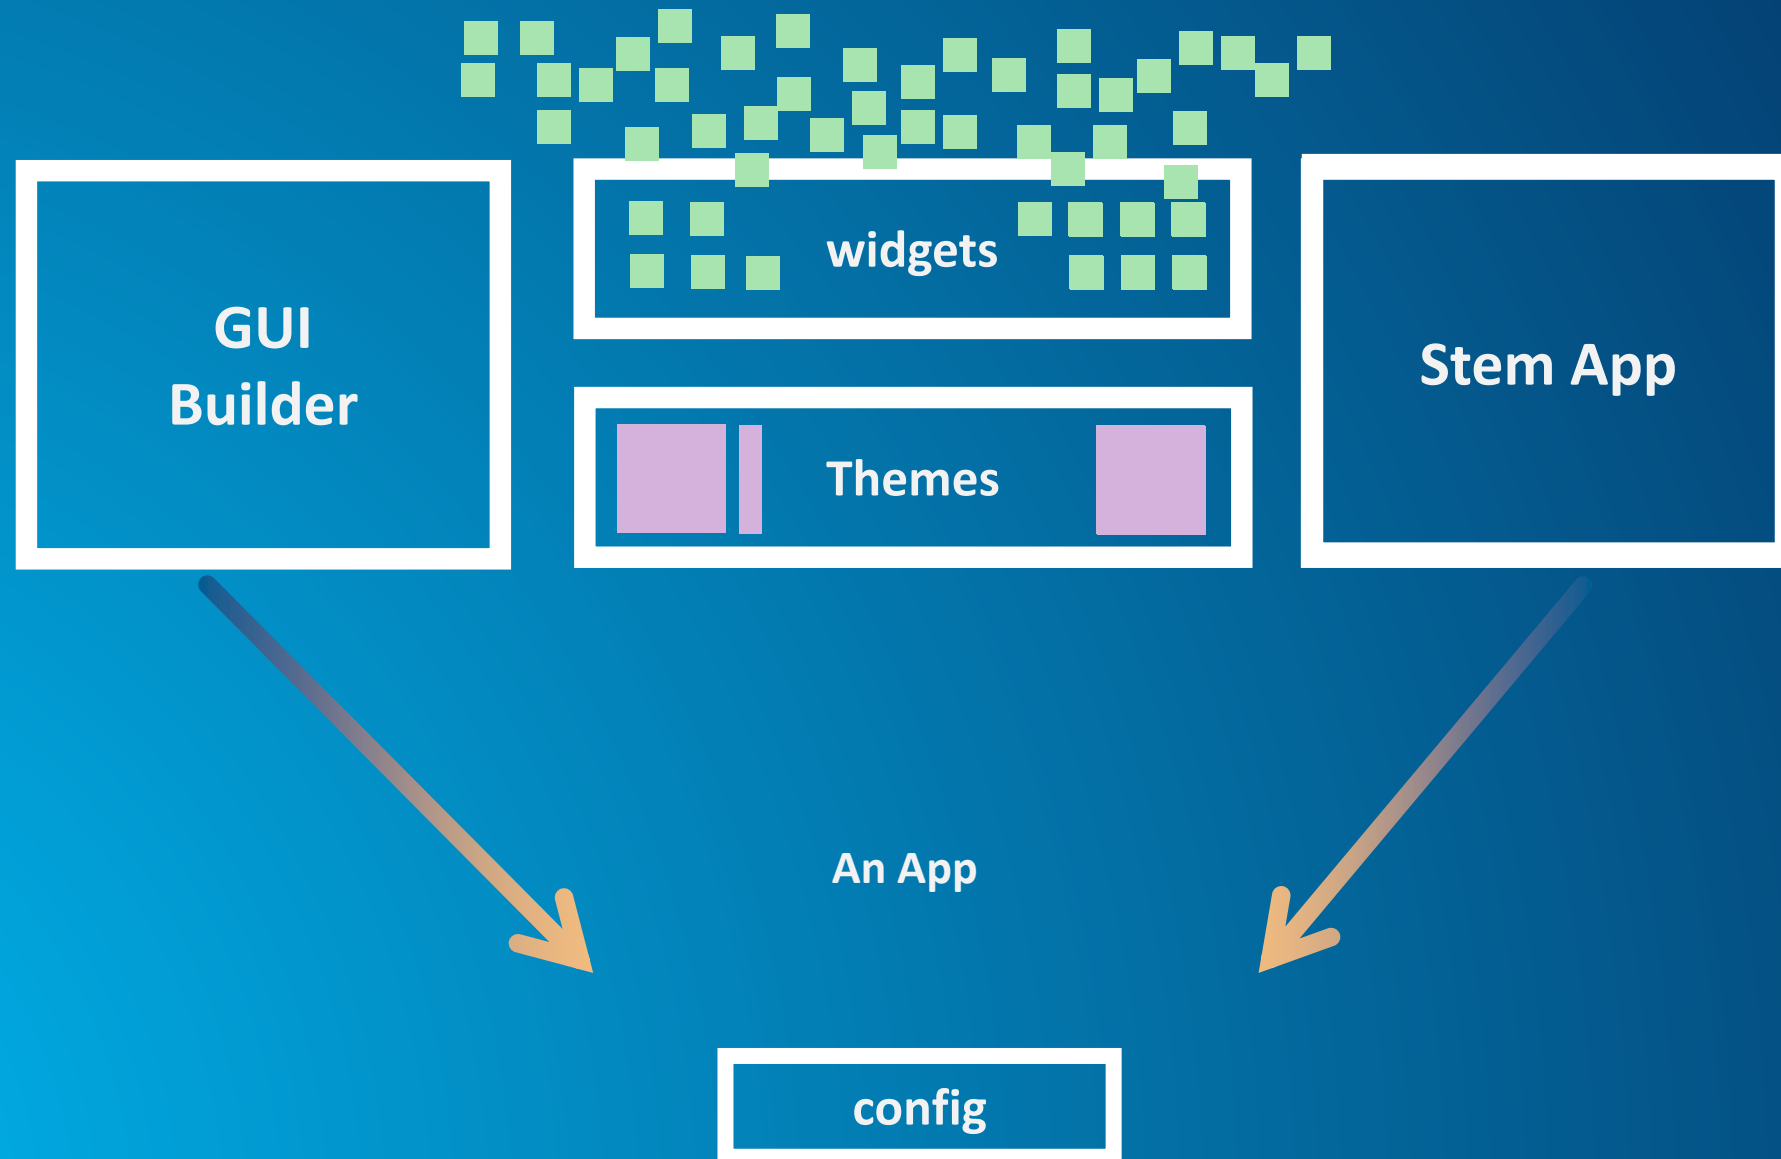 GUI
Builder
widgets
Themes
Stem App
An App
config